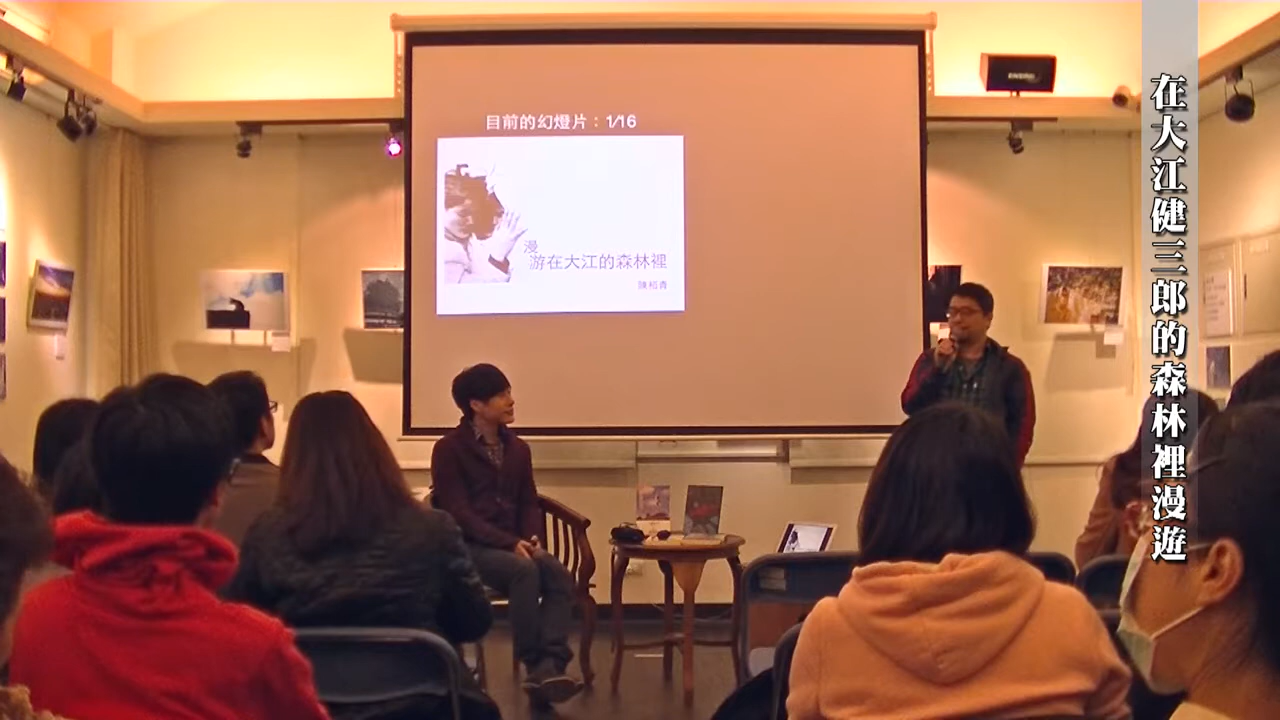 目前的幻燈片：1/16
漫
游在大江的森林裡
陳栢青
在大江健三郎的森林裡漫遊